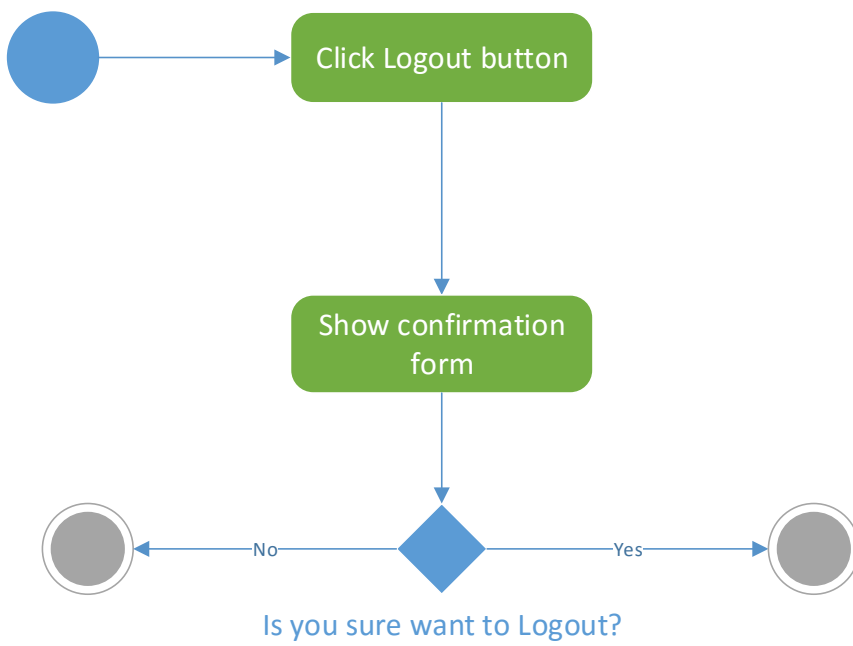 Click Logout button
Show confirmation
form
No
Yes
Is you sure want to Logout?